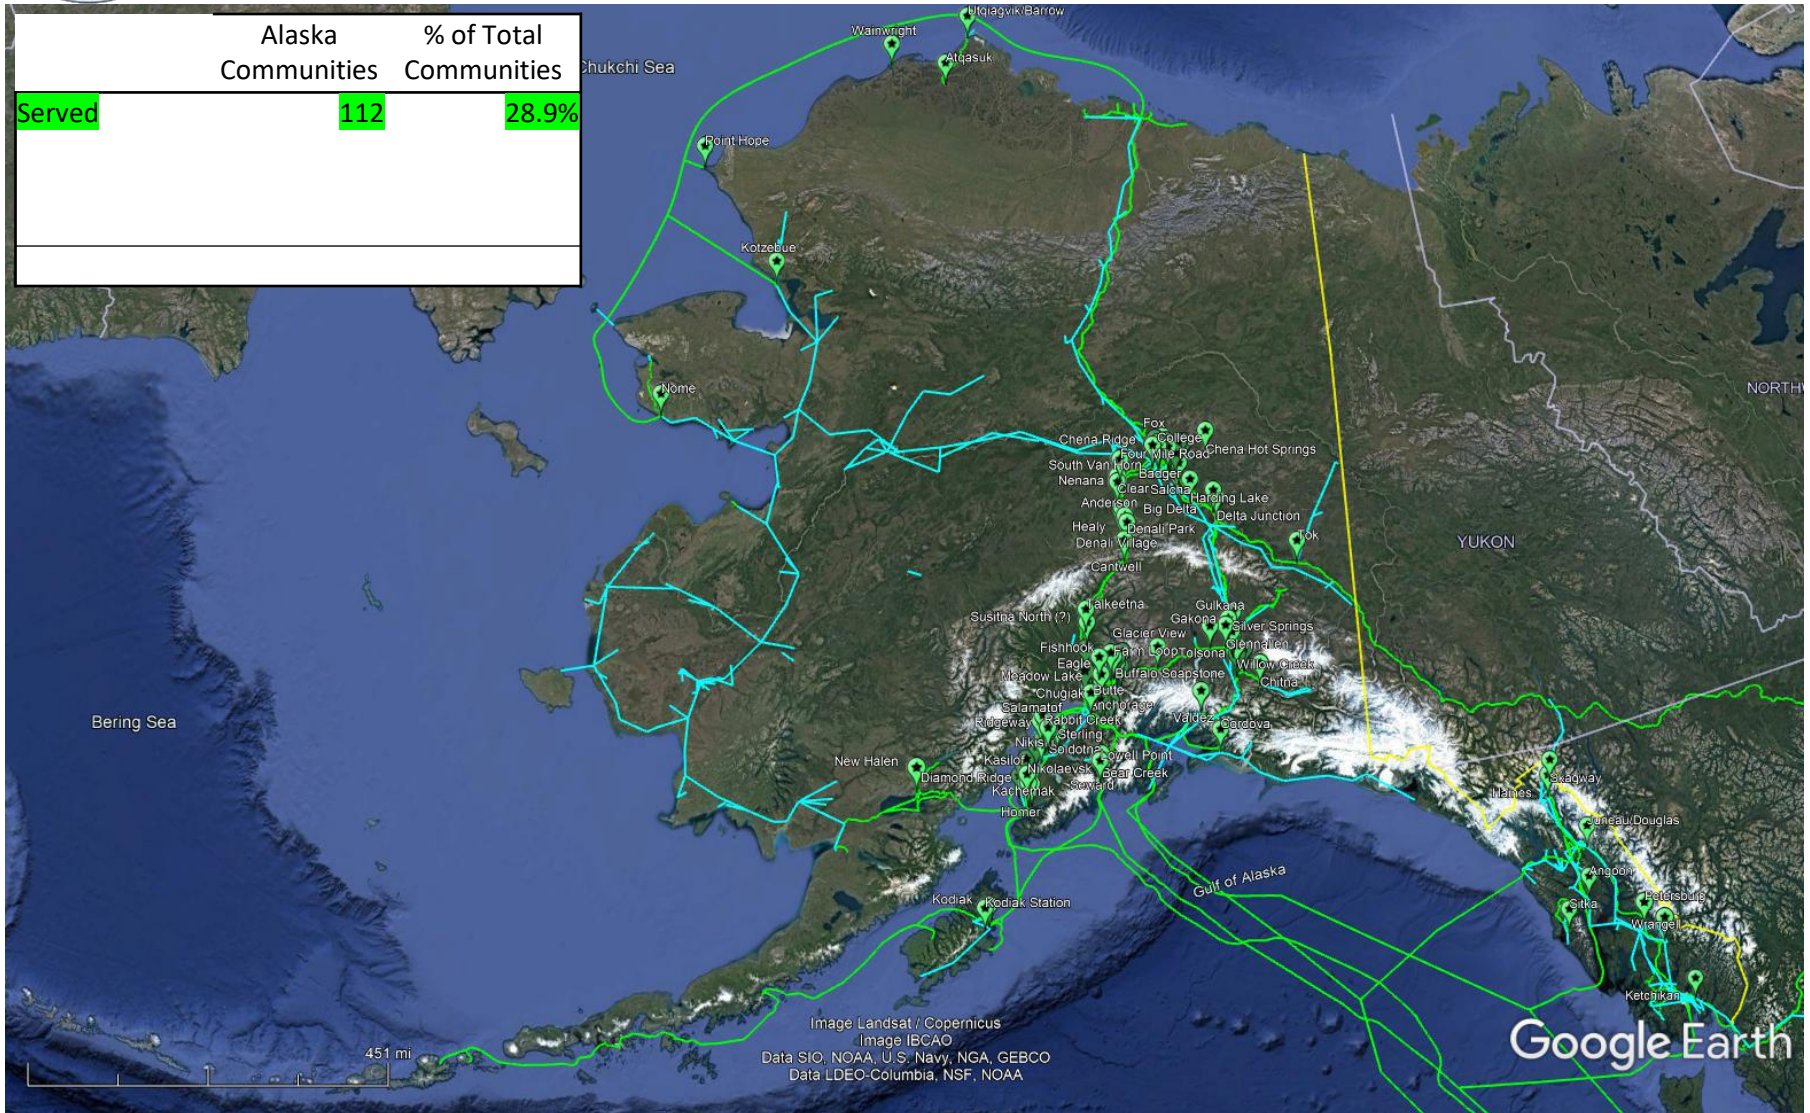 Alaska Communities
% of Total Communities
Served 112 28.9%
Utqiagvik/Barrow
Wainwright
Chukchi Sea
Atqasuk
Point Hope
Kotzebue
Nome
NORTHW
Fox
Chena Ridge
College
Chena Hot Springs
Four Mile Road
South Van Horn
Badger
Nenana
Clear
Salcha
Harding Lake
Anderson
Big Delta
Delta Junction
Healy
Denali Park
Tok
Denali Village
YUKON
Cantwell
Talkeetna
Susitna North (?)
Gulkana
Gakona
Silver Springs
Glacier View
Glennallen
Fishhook
Farm Loop
Tolsona
Eagle
Willow Creek
Meadow Lake
Buffalo Soapstone
Chitna
Chugiak
Butte
Anchorage
Salamatof
Ridgeway
Rabbit Creek
Valdez
Cordova
Sterling
Nikis
Soldotna
Lowell Point
Kasilof
Nikolaevsk
Bear Creek
New Halen
Diamond Ridge
Seward
Kachemak
Homer
Bering Sea
Skagway
Haines
Juneau/Douglas
Gulf of Alaska
Angoon
Kodiak
Kodiak Station
Sitka
Petersburg
Wrangell
Ketchikan
Image Landsat / Copernicus
Image IBCAO
Data SIO, NOAA, U.S. Navy, NGA, GEBCO
Data LDEO-Columbia, NSF, NOAA
451 mi
Google Earth